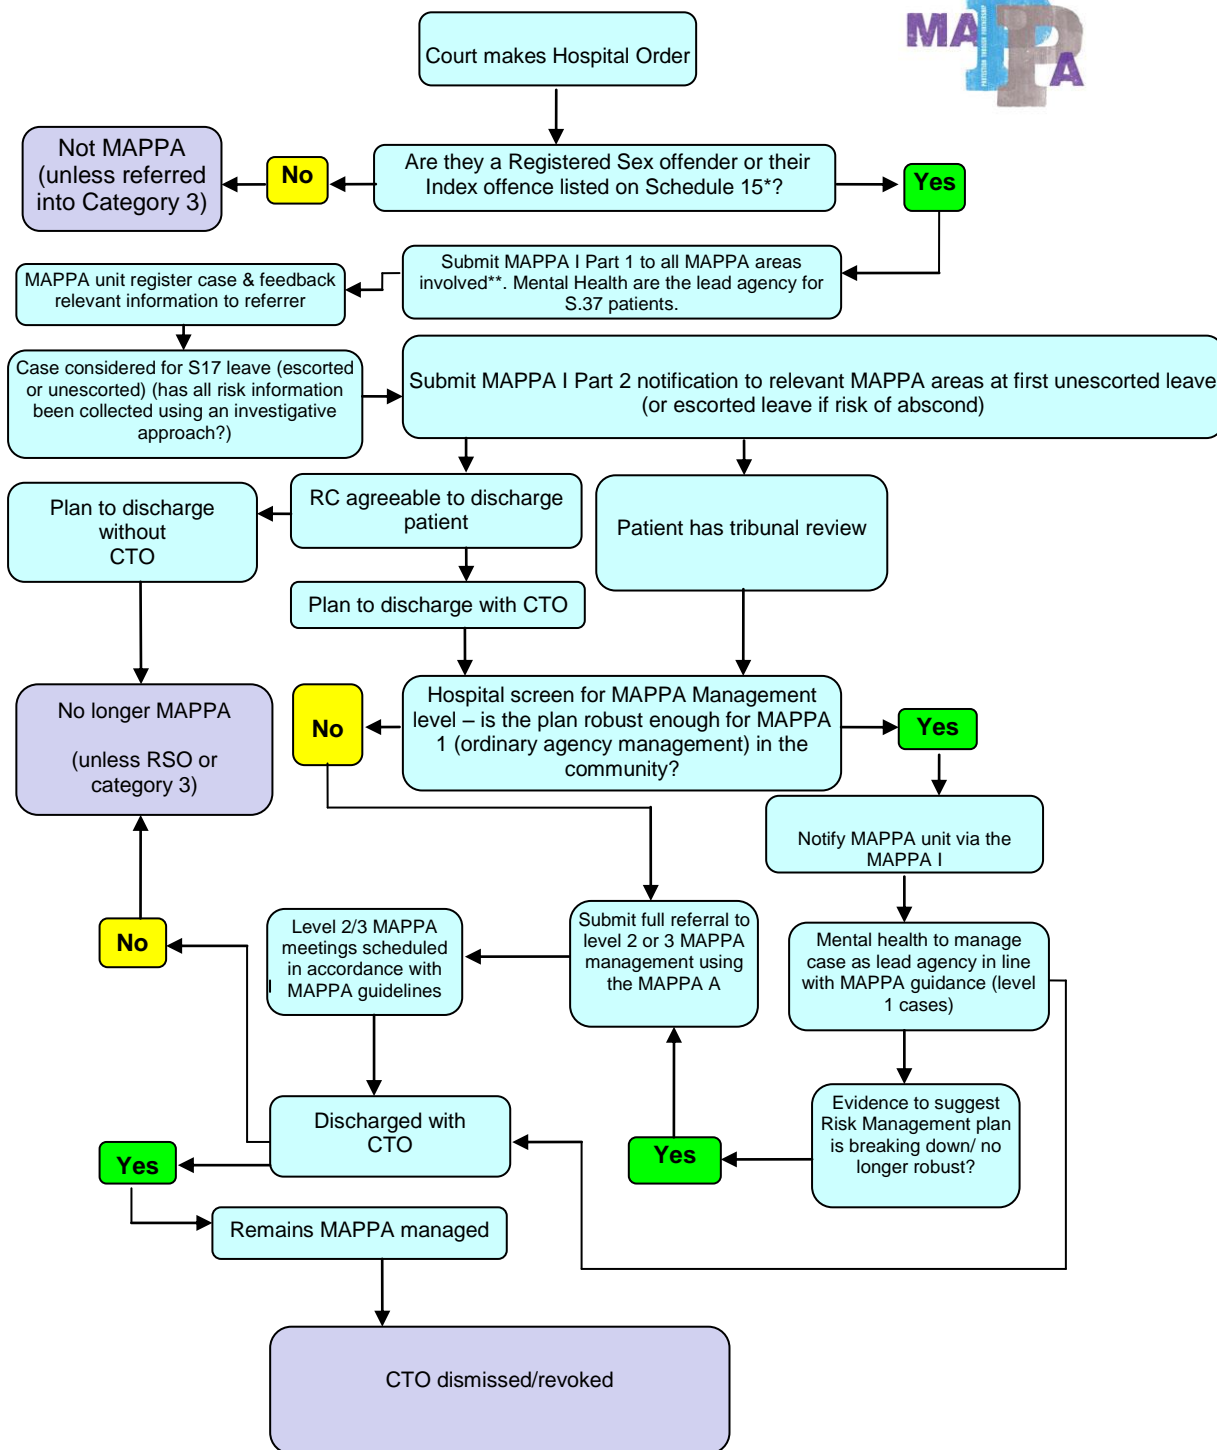 MAPPA
PROTECTION THROUGH PARTNERSHIP
Court makes Hospital Order
Not MAPPA
(unless referred
into Category 3)
No
Are they a Registered Sex offender or their
Index offence listed on Schedule 15*?
Yes
MAPPA unit register case & feedback
relevant information to referrer
Submit MAPPA I Part 1 to all MAPPA areas
involved**. Mental Health are the lead agency for
S.37 patients.
Case considered for S17 leave (escorted
or unescorted) (has all risk information
been collected using an investigative
approach?)
Submit MAPPA I Part 2 notification to relevant MAPPA areas at first unescorted leave
(or escorted leave if risk of abscond)
Plan to discharge
without
CTO
RC agreeable to discharge
patient
Patient has tribunal review
Plan to discharge with CTO
No longer MAPPA
(unless RSO or
category 3)
No
Hospital screen for MAPPA Management
level – is the plan robust enough for MAPPA
1 (ordinary agency management) in the
community?
Yes
Notify MAPPA unit via the
MAPPA I
No
Level 2/3 MAPPA
meetings scheduled
in accordance with
MAPPA guidelines
Submit full referral to
level 2 or 3 MAPPA
management using
the MAPPA A
Mental health to manage
case as lead agency in line
with MAPPA guidance (level
1 cases)
Discharged with
CTO
Yes
Yes
Evidence to suggest
Risk Management plan
is breaking down/ no
longer robust?
Remains MAPPA managed
CTO dismissed/revoked